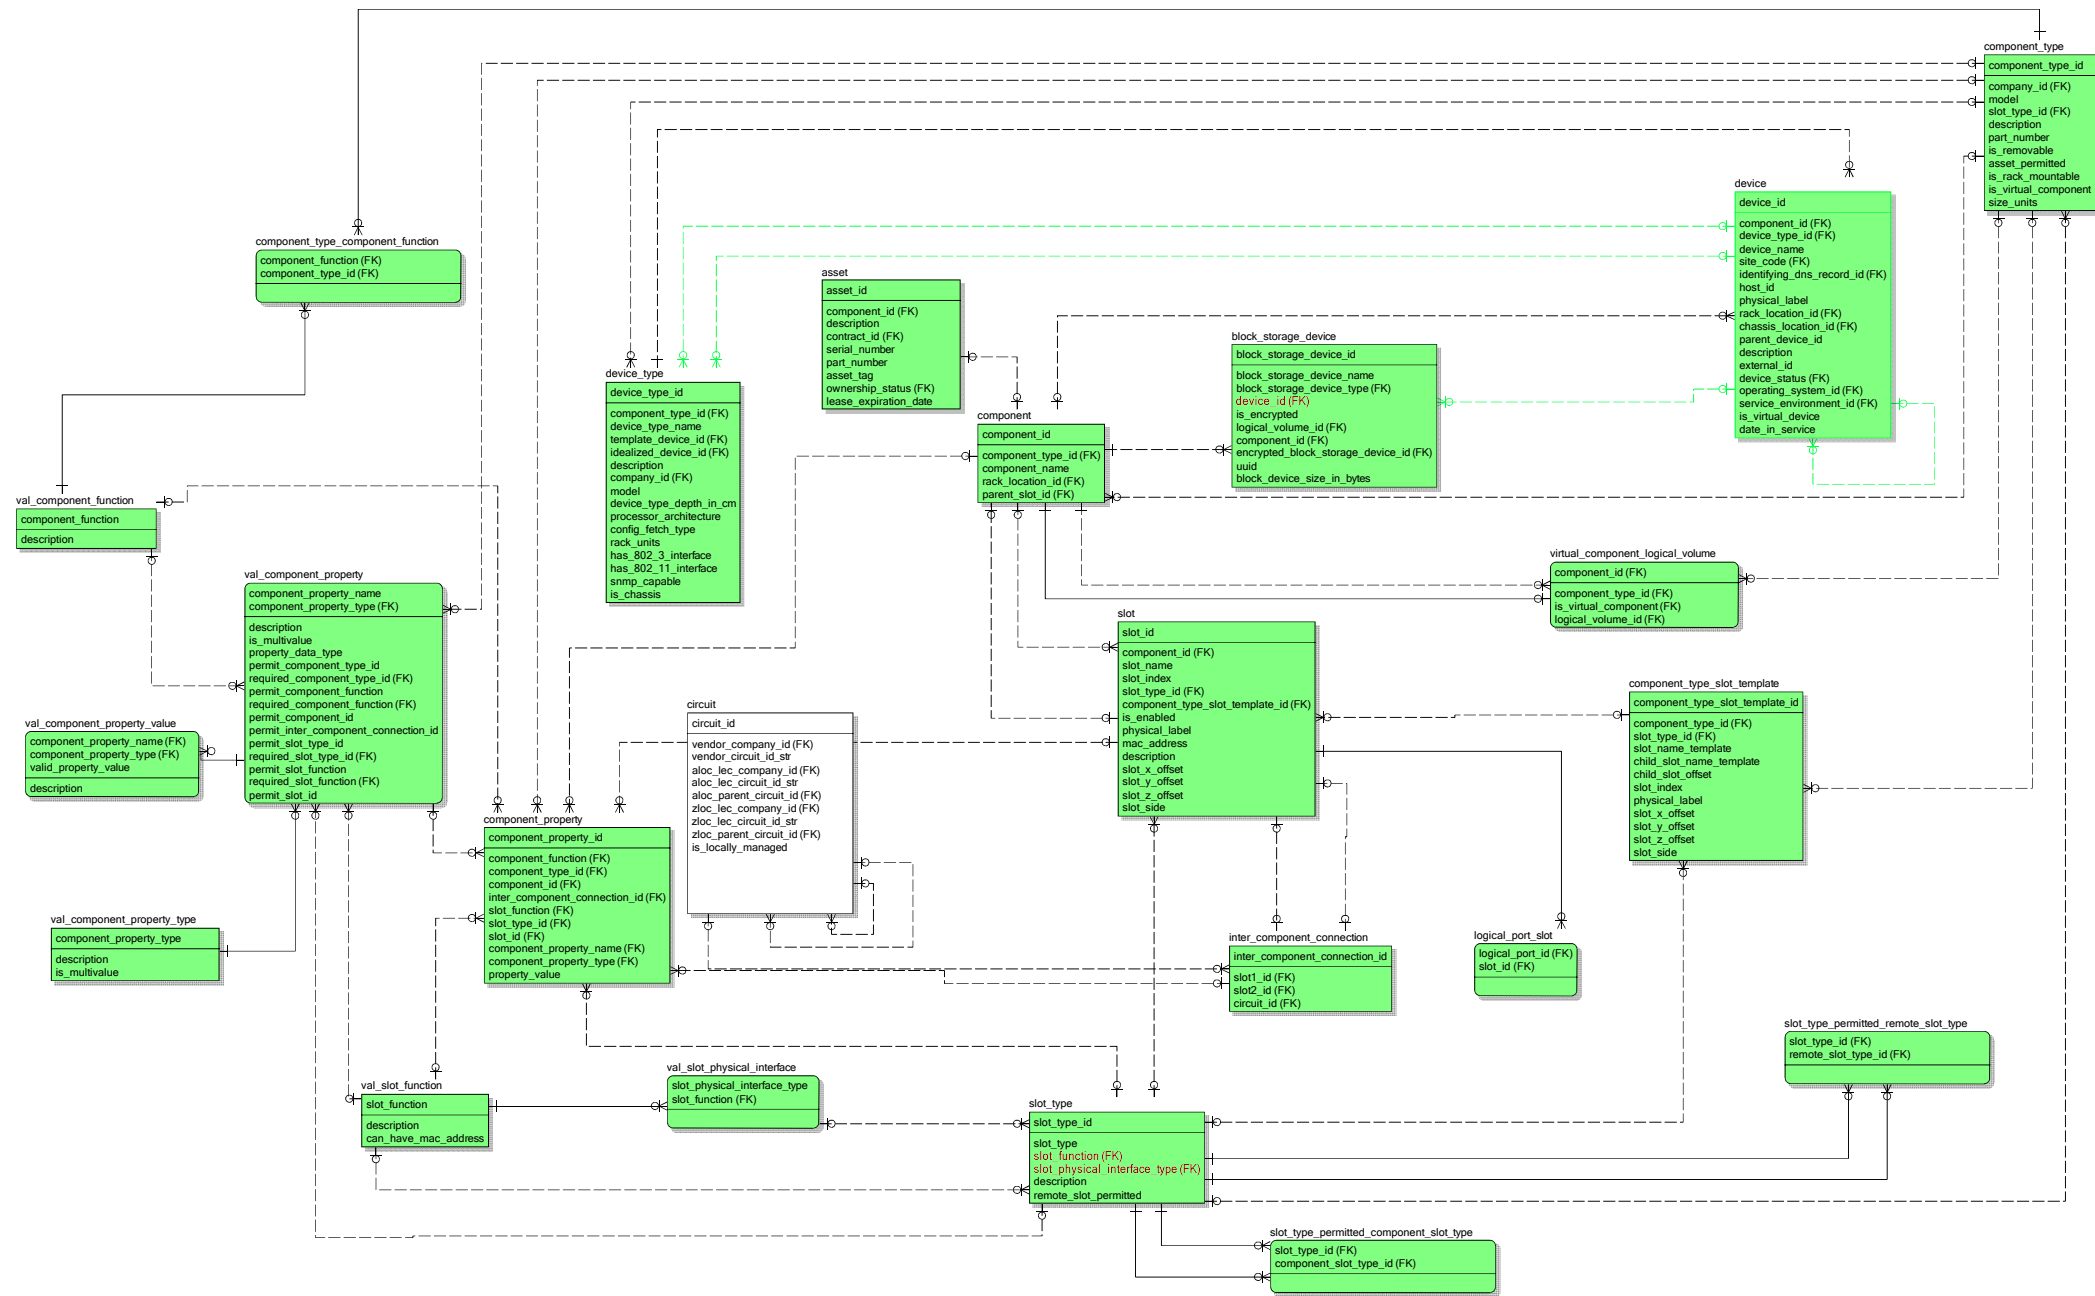 component_type
component_type_id
company_id (FK)
model
slot_type_id (FK)
description
part_number
is_removable
asset_permitted
is_rack_mountable
is_virtual_component
size_units
device
device_id
component_id (FK)
device_type_id (FK)
device_name
site_code (FK)
identifying_dns_record_id (FK)
host_id
physical_label
rack_location_id (FK)
chassis_location_id (FK)
parent_device_id
description
external_id
device_status (FK)
operating_system_id (FK)
service_environment_id (FK)
is_virtual_device
date_in_service
component_type_component_function
component_function (FK)
component_type_id (FK)
asset
asset_id
component_id (FK)
description
contract_id (FK)
serial_number
part_number
asset_tag
ownership_status (FK)
lease_expiration_date
block_storage_device
block_storage_device_id
block_storage_device_name
block_storage_device_type (FK)
device_id (FK)
is_encrypted
logical_volume_id (FK)
component_id (FK)
encrypted_block_storage_device_id (FK)
uuid
block_device_size_in_bytes
device_type
device_type_id
component_type_id (FK)
device_type_name
template_device_id (FK)
idealized_device_id (FK)
description
company_id (FK)
model
device_type_depth_in_cm
processor_architecture
config_fetch_type
rack_units
has_802_3_interface
has_802_11_interface
snmp_capable
is_chassis
component
component_id
component_type_id (FK)
component_name
rack_location_id (FK)
parent_slot_id (FK)
val_component_function
component_function
description
virtual_component_logical_volume
component_id (FK)
component_type_id (FK)
is_virtual_component (FK)
logical_volume_id (FK)
val_component_property
component_property_name
component_property_type (FK)
description
is_multivalue
property_data_type
permit_component_type_id
required_component_type_id (FK)
permit_component_function
required_component_function (FK)
permit_component_id
permit_inter_component_connection_id
permit_slot_type_id
required_slot_type_id (FK)
permit_slot_function
required_slot_function (FK)
permit_slot_id
slot
slot_id
component_id (FK)
slot_name
slot_index
slot_type_id (FK)
component_type_slot_template_id (FK)
is_enabled
physical_label
mac_address
description
slot_x_offset
slot_y_offset
slot_z_offset
slot_side
component_type_slot_template
component_type_slot_template_id
component_type_id (FK)
slot_type_id (FK)
slot_name_template
child_slot_name_template
child_slot_offset
slot_index
physical_label
slot_x_offset
slot_y_offset
slot_z_offset
slot_side
circuit
circuit_id
vendor_company_id (FK)
vendor_circuit_id_str
aloc_lec_company_id (FK)
aloc_lec_circuit_id_str
aloc_parent_circuit_id (FK)
zloc_lec_company_id (FK)
zloc_lec_circuit_id_str
zloc_parent_circuit_id (FK)
is_locally_managed
val_component_property_value
component_property_name (FK)
component_property_type (FK)
valid_property_value
description
component_property
component_property_id
component_function (FK)
component_type_id (FK)
component_id (FK)
inter_component_connection_id (FK)
slot_function (FK)
slot_type_id (FK)
slot_id (FK)
component_property_name (FK)
component_property_type (FK)
property_value
val_component_property_type
component_property_type
description
is_multivalue
inter_component_connection
inter_component_connection_id
slot1_id (FK)
slot2_id (FK)
circuit_id (FK)
logical_port_slot
logical_port_id (FK)
slot_id (FK)
slot_type_permitted_remote_slot_type
slot_type_id (FK)
remote_slot_type_id (FK)
val_slot_function
slot_function
description
can_have_mac_address
val_slot_physical_interface
slot_physical_interface_type
slot_function (FK)
slot_type
slot_type_id
slot_type
slot_function (FK)
slot_physical_interface_type (FK)
description
remote_slot_permitted
slot_type_permitted_component_slot_type
slot_type_id (FK)
component_slot_type_id (FK)